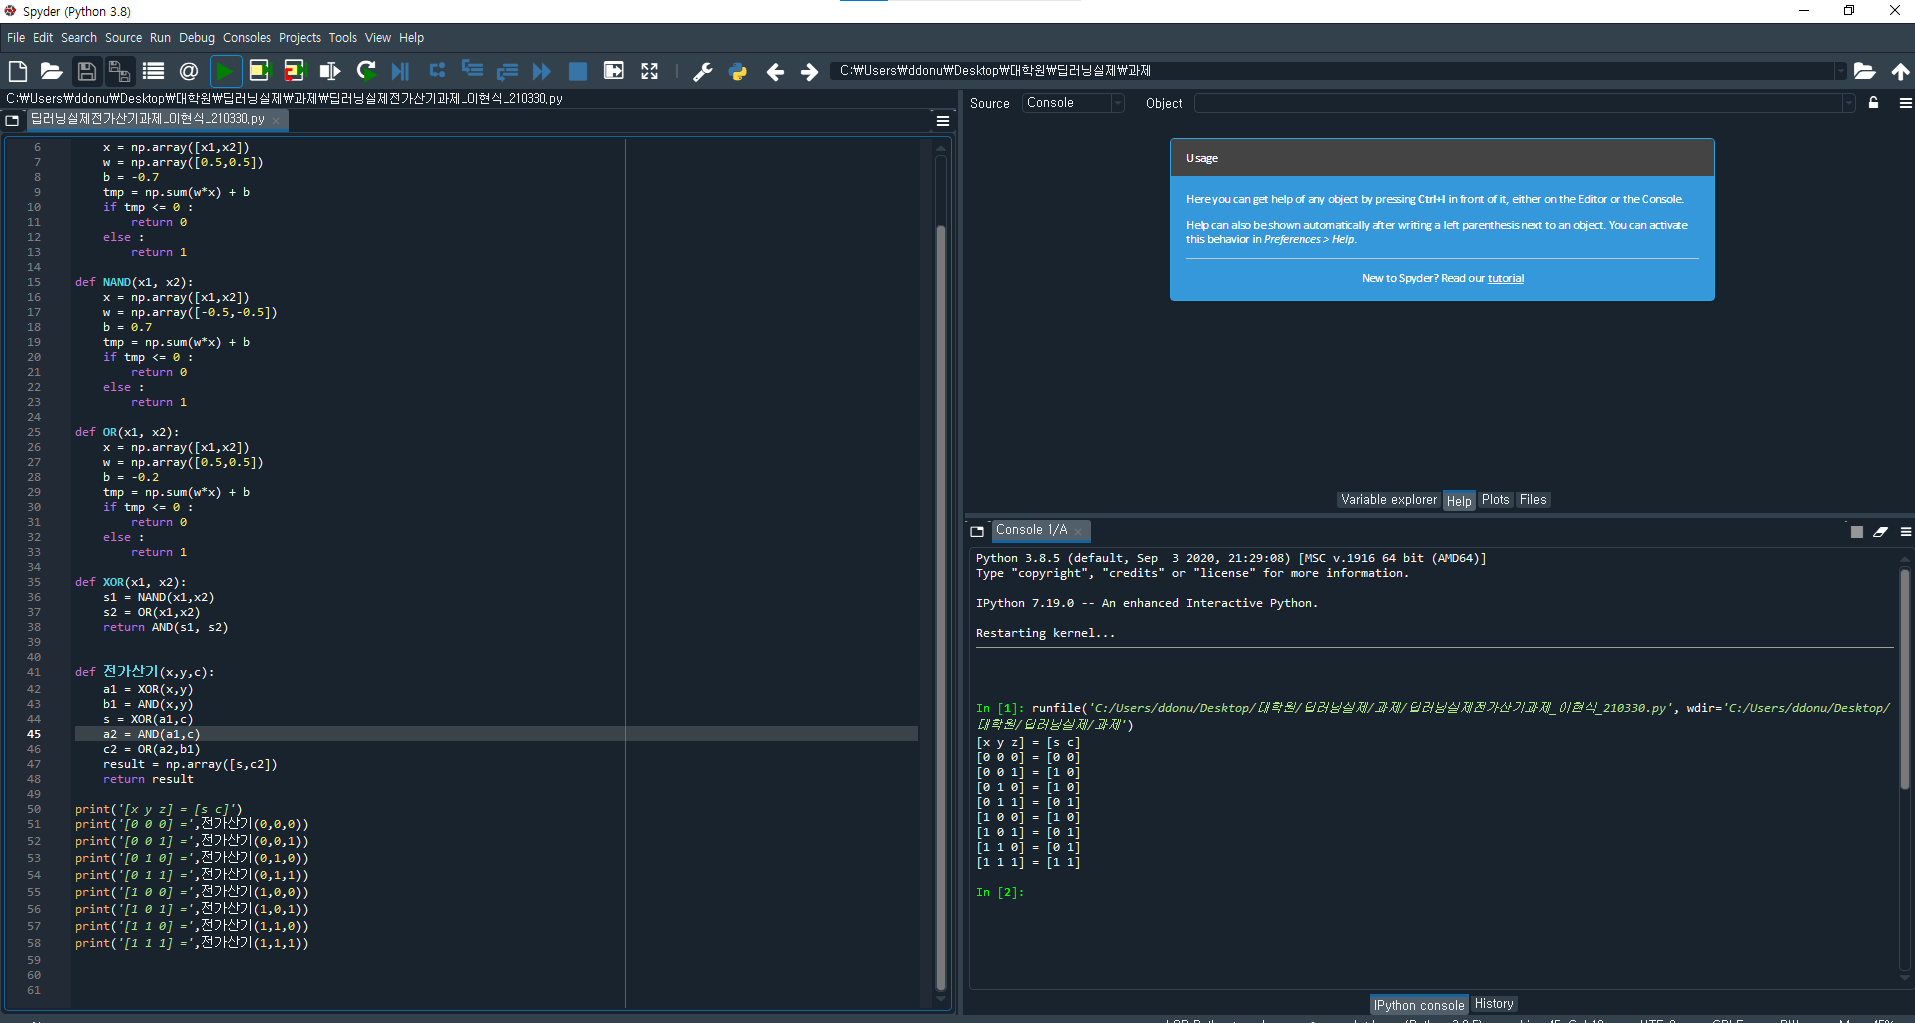 Spyder (Python 3.8)
File Edit Search Source Run Debug Consoles Projects Tools View Help
C:₩Users₩ddonu₩Desktop₩대학원₩딥러닝실제₩과제
C:₩Users₩ddonu₩Desktop₩대학원₩딥러닝실제₩과제₩딥러닝실제전가산기과제_이현식_210330.py
딥러닝실제전가산기과제_이현식_210330.py
6 x = np.array([x1,x2])
7 w = np.array([0.5,0.5])
8 b = -0.7
9 tmp = np.sum(w*x) + b
10 if tmp <= 0 :
11 return 0
12 else :
13 return 1
14
15 def NAND(x1, x2):
16 x = np.array([x1,x2])
17 w = np.array([-0.5,-0.5])
18 b = 0.7
19 tmp = np.sum(w*x) + b
20 if tmp <= 0 :
21 return 0
22 else :
23 return 1
24
25 def OR(x1, x2):
26 x = np.array([x1,x2])
27 w = np.array([0.5,0.5])
28 b = -0.2
29 tmp = np.sum(w*x) + b
30 if tmp <= 0 :
31 return 0
32 else :
33 return 1
34
35 def XOR(x1, x2):
36 s1 = NAND(x1,x2)
37 s2 = OR(x1,x2)
38 return AND(s1, s2)
39
40
41 def 전가산기(x,y,c):
42 a1 = XOR(x,y)
43 b1 = AND(x,y)
44 s = XOR(a1,c)
45 a2 = AND(a1,c)
46 c2 = OR(a2,b1)
47 result = np.array([s,c2])
48 return result
49
50 print('[x y z] = [s c]')
51 print('[0 0 0] =',전가산기(0,0,0))
52 print('[0 0 1] =',전가산기(0,0,1))
53 print('[0 1 0] =',전가산기(0,1,0))
54 print('[0 1 1] =',전가산기(0,1,1))
55 print('[1 0 0] =',전가산기(1,0,0))
56 print('[1 0 1] =',전가산기(1,0,1))
57 print('[1 1 0] =',전가산기(1,1,0))
58 print('[1 1 1] =',전가산기(1,1,1))
59
60
61
Source Console Object
Usage
Here you can get help of any object by pressing Ctrl+I in front of it, either on the Editor or the Console.
Help can also be shown automatically after writing a left parenthesis next to an object. You can activate
this behavior in Preferences > Help.
New to Spyder? Read our tutorial
Variable explorer Help Plots Files
Console 1/A
Python 3.8.5 (default, Sep  3 2020, 21:29:08) [MSC v.1916 64 bit (AMD64)]
Type "copyright", "credits" or "license" for more information.
IPython 7.19.0 -- An enhanced Interactive Python.
Restarting kernel...
In [1]: runfile('C:/Users/ddonu/Desktop/대학원/딥러닝실제/과제/딥러닝실제전가산기과제_이현식_210330.py', wdir='C:/Users/ddonu/Desktop/
대학원/딥러닝실제/과제')
[x y z] = [s c]
[0 0 0] = [0 0]
[0 0 1] = [1 0]
[0 1 0] = [1 0]
[0 1 1] = [0 1]
[1 0 0] = [1 0]
[1 0 1] = [0 1]
[1 1 0] = [0 1]
[1 1 1] = [1 1]
In [2]:
IPython console History